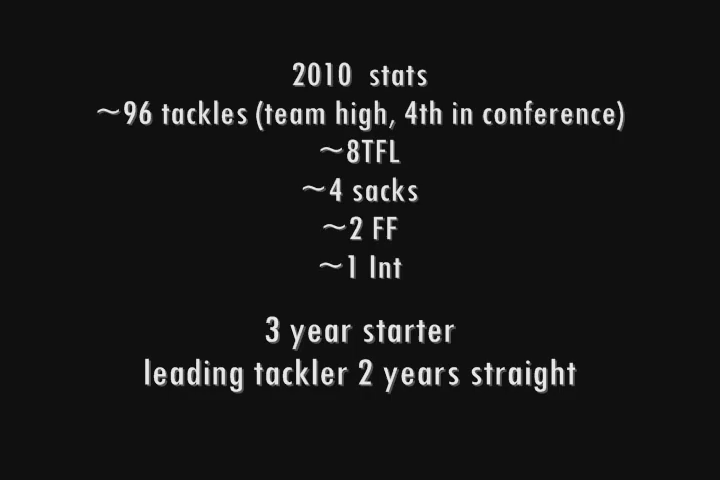 2010 stats
~96 tackles (team high, 4th in conference)
~8TFL
~4 sacks
~2 FF
~1 Int
3 year starter
leading tackler 2 years straight